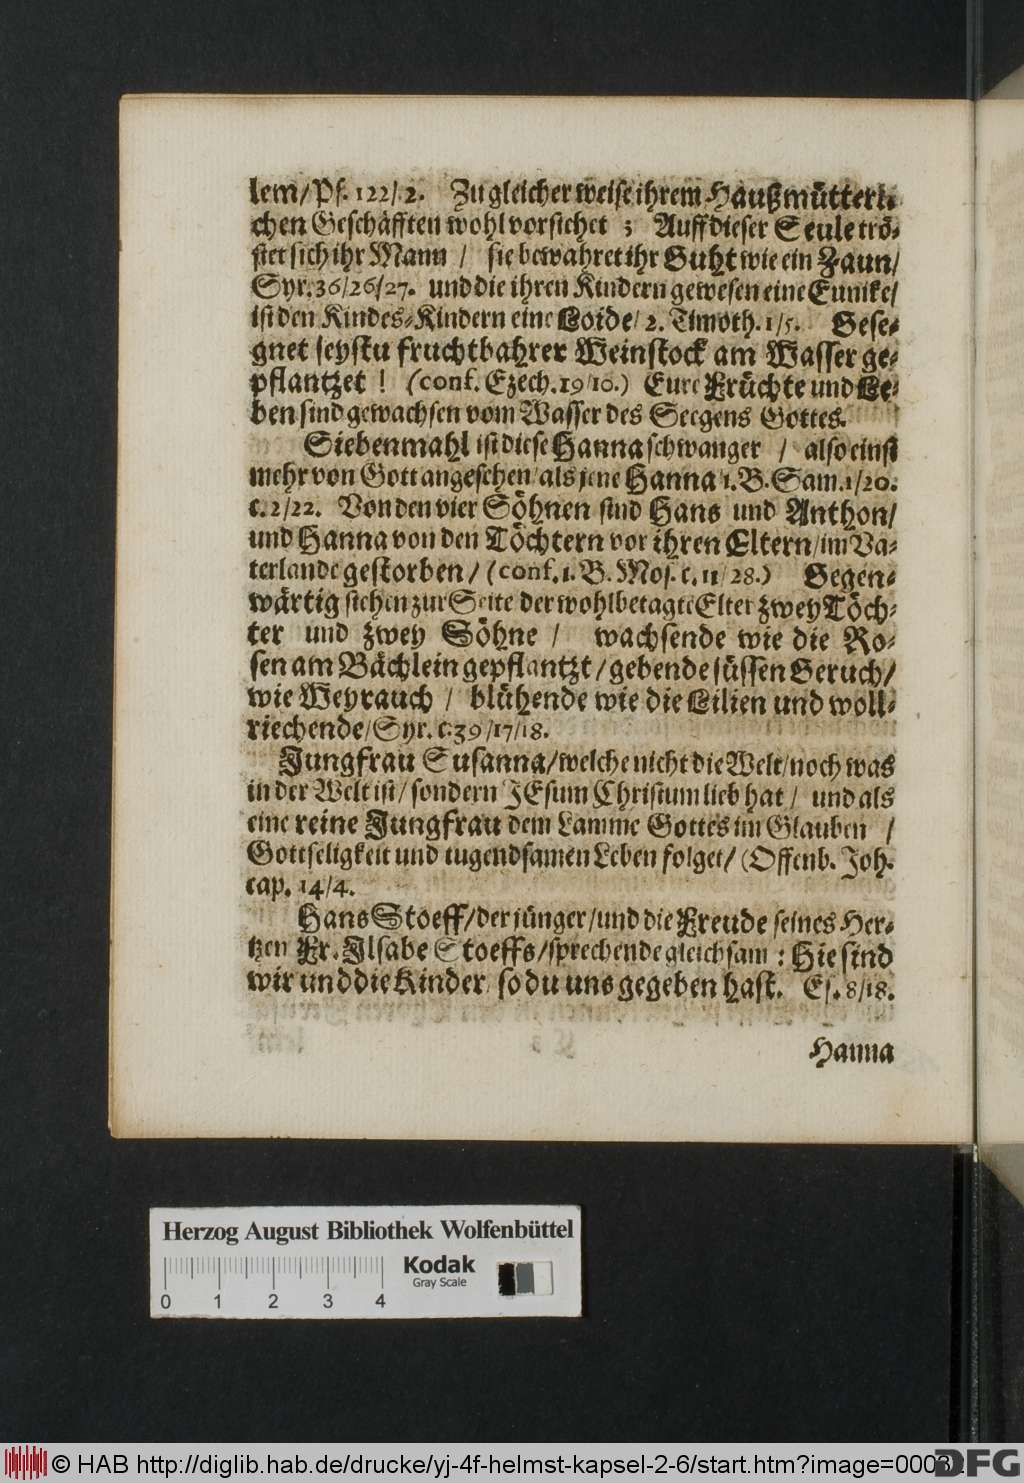 lem/ Ps. 122/ 2. Zu gleicher weise ihrem Haußmütterli-
chen Geschäfften wohl vorsichet ; Auff dieser Seule trö-
stet sich ihr Mann / sie bewahret ihr Guht wie ein Zaun/
Syr. 36/26/27. und die ihren Kindern gewesen eine Eunike/
ist den Kindes-Kindern eine Loide/ 2. Timoth. 1/5. Gese-
gnet seystu fruchtbahrer Weinstock am Wasser ge-
pflantzet ! (conf. Ezech. 19/10.) Eure Früchte und Le-
ben sind gewachsen vom Wasser des Seegens Gottes.
Siebenmahl ist diese Hanna schwanger / also einst
mehr von Gott angesehen/ als jene Hanna 1. B. Sam. 1/20.
c. 2/22. Von den vier Söhnen sind Hans und Anthon/
und Hanna von den Töchtern vor ihren Eltern/ im Va-
terlande gestorben/ (conf. 1. B. Mos. c. 11/28.) Gegen-
wärtig stehen zur Seite der wohlbetagte Elter zwey Töch-
ter und zwey Söhne / wachsende wie die Ro-
sen am Bächlein gepflantzt / gebende süssen Geruch/
wie Weyrauch / blühende wie die Lilien und woll-
riechende/ Syr. c. 39/17/18.
Jungfrau Susanna/ welche nicht die Welt/ noch was
in der Welt ist/ sondern JEsum Christum lieb hat / und als
eine reine Jungfrau dem Lamme Gottes im Glauben /
Gottseligkeit und tugendsamen Leben folget/ (Offenb. Joh.
cap. 14/4.
Hans Stoeff/ der jünger/ und die Freude seines Her-
tzen Fr. Ilsabe Stoeffs/ sprechende gleichsam : Hie sind
wir und die Kinder/ so du uns gegeben hast. Es. 8/18.
Hanna
Herzog August Bibliothek Wolfenbüttel
Kodak
Gray Scale
0 1 2 3 4
© HAB http://diglib.hab.de/drucke/yj-4f-helmst-kapsel-2-6/start.htm?image=00032
DFG